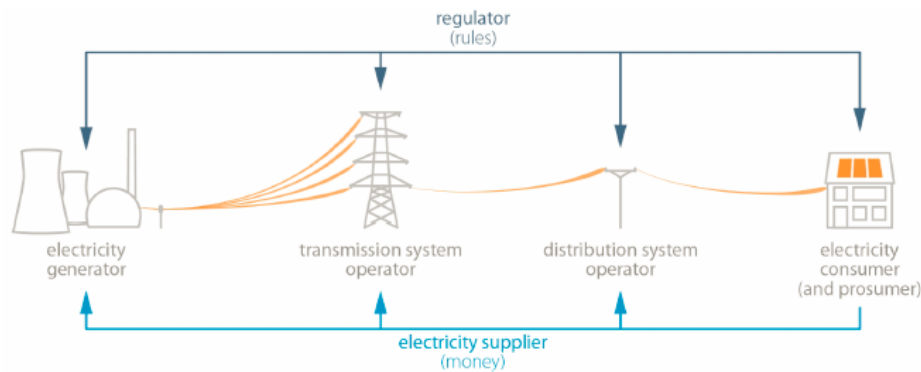 regulator
(rules)
electricity
generator
transmission system
operator
distribution system
operator
electricity
consumer
(and prosumer)
electricity supplier
(money)